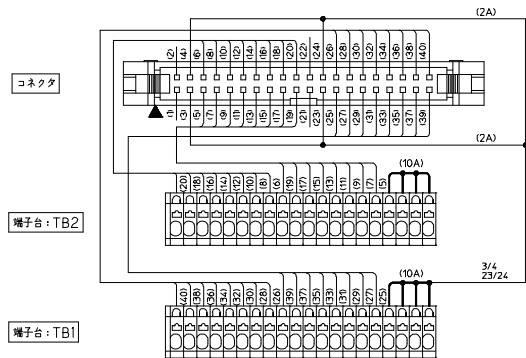 (2A)
(2) (4) (6) (8) (10) (12) (14) (16) (18) (20) (22) (24) (26) (28) (30) (32) (34) (36) (38) (40)
コネクタ
(1) (3) (5) (7) (9) (11) (13) (15) (17) (19) (21) (23) (25) (27) (29) (31) (33) (35) (37) (39)
(2A)
(10A)
(20) (18) (16) (14) (12) (10) (8) (6) (19) (17) (15) (13) (11) (9) (7) (5)
端子台:TB2
3/4
23/24
(10A)
(40) (38) (36) (34) (32) (30) (28) (26) (39) (37) (35) (33) (31) (29) (27) (25)
端子台:TB1